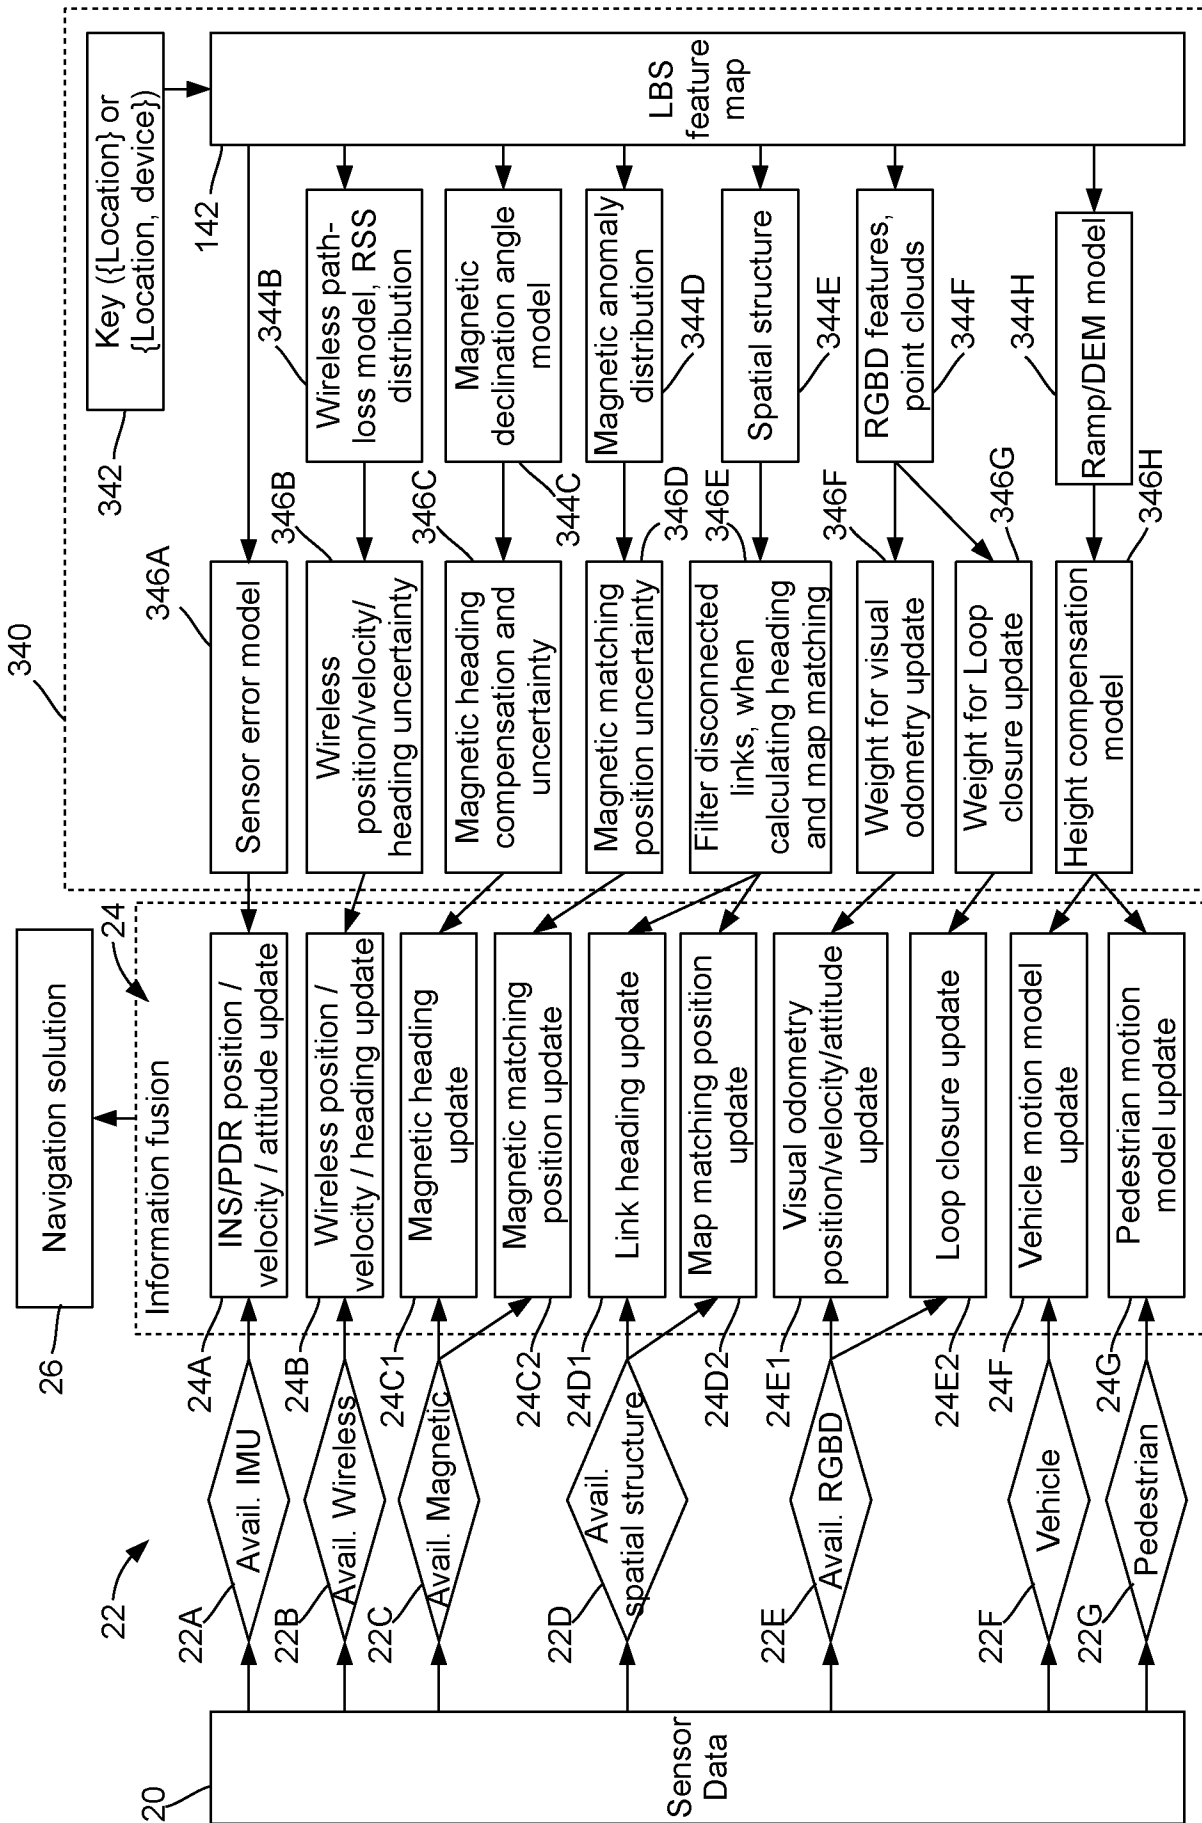 340
Key ({Location} or
{Location, device})
342
142
LBS
feature
map
344B
Wireless path-
loss model, RSS
distribution
Magnetic
declination angle
model
344C
Magnetic anomaly
distribution
344D
Spatial structure
344E
RGBD features,
point clouds
344F
344H
Ramp/DEM model
346A
Sensor error model
346B
Wireless
position/velocity/
heading uncertainty
346C
Magnetic heading
compensation and
uncertainty
346D
Magnetic matching
position uncertainty
346E
Filter disconnected
links, when
calculating heading
and map matching
346F
Weight for visual
odometry update
346G
Weight for Loop
closure update
346H
Height compensation
model
Navigation solution
26
24
Information fusion
24A
INS/PDR position /
velocity / attitude update
24B
Wireless position /
velocity / heading update
24C1
Magnetic heading
update
24C2
Magnetic matching
position update
24D1
Link heading update
24D2
Map matching position
update
24E1
Visual odometry
position/velocity/attitude
update
24E2
Loop closure update
24F
Vehicle motion model
update
24G
Pedestrian motion
model update
22
22A
Avail. IMU
22B
Avail. Wireless
22C
Avail. Magnetic
22D
Avail.
spatial structure
22E
Avail. RGBD
22F
Vehicle
22G
Pedestrian
20
Sensor
Data